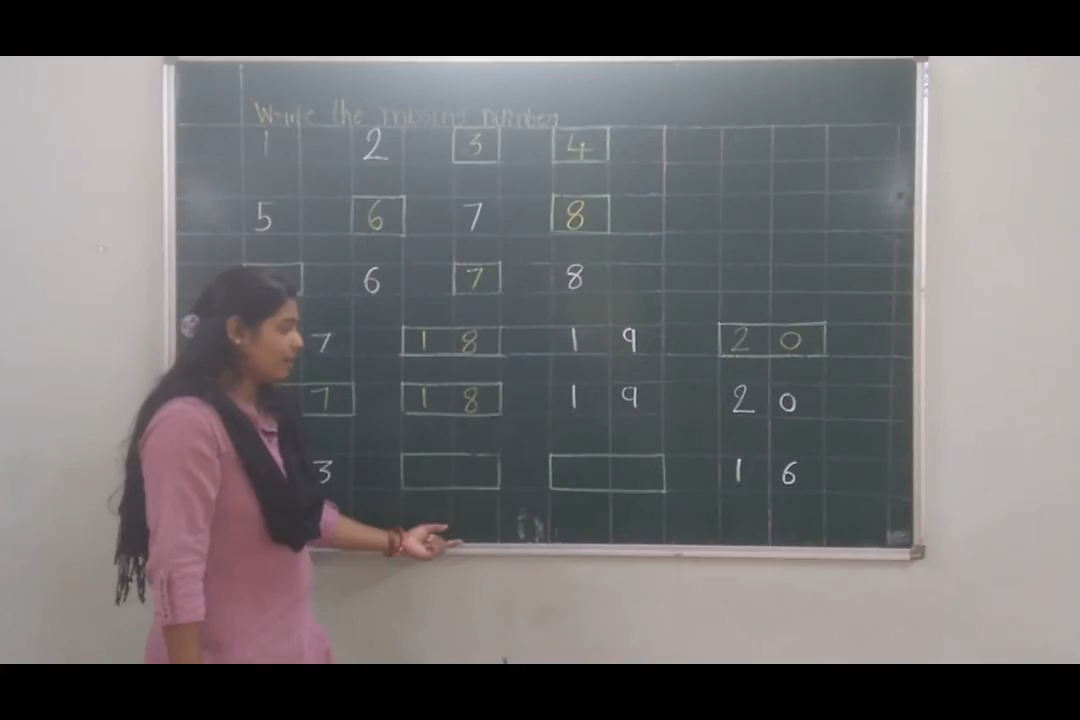 Write the missing number
1 2 3 4
5 6 7 8
6 7 8
7 18 19 20
7 18 19 20
3 16